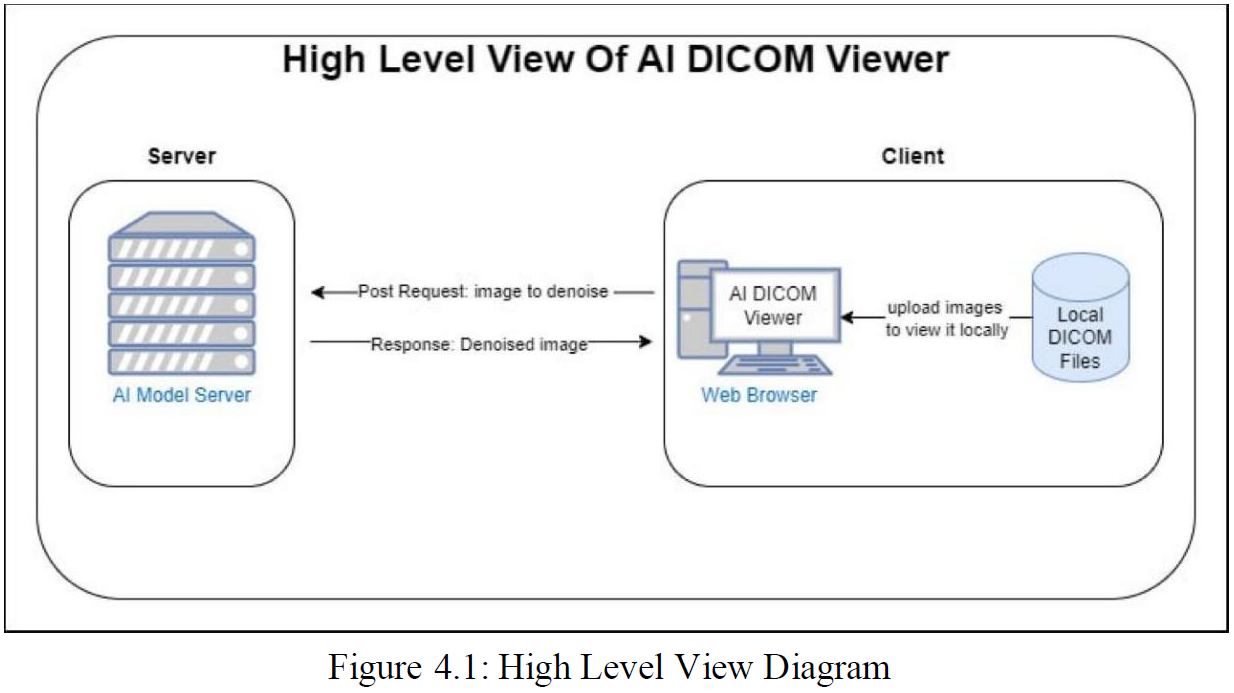 High Level View Of AI DICOM Viewer
Server
Client
Post Request: image to denoise
Response: Denoised image
AI Model Server
AI DICOM
Viewer
Web Browser
upload images
to view it locally
Local
DICOM
Files
Figure 4.1: High Level View Diagram